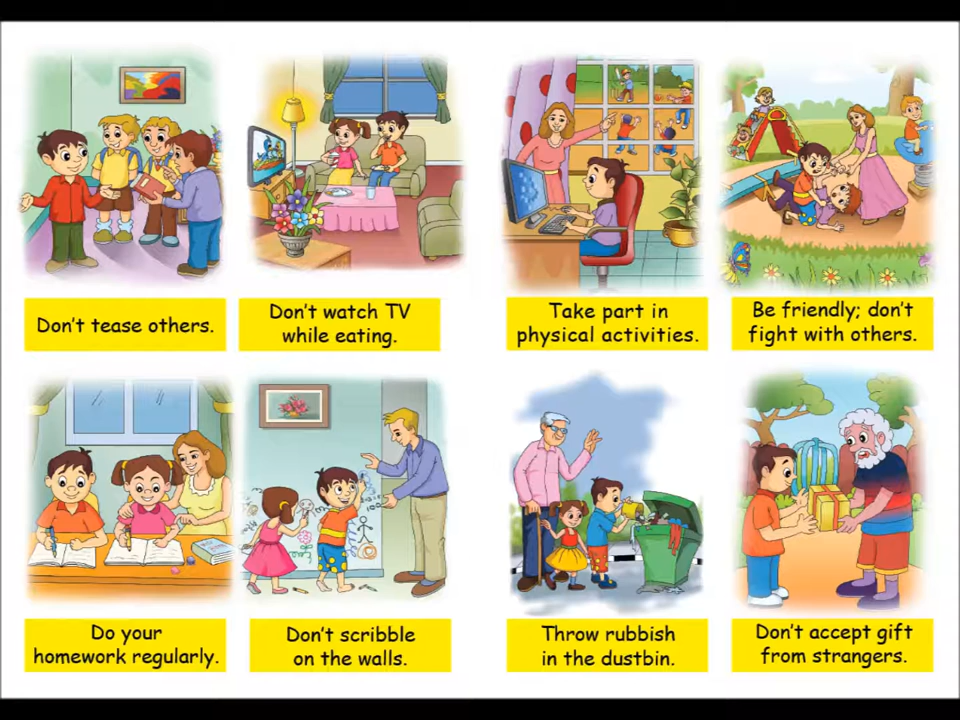 Don't tease others.
Don't watch TV
while eating.
Take part in
physical activities.
Be friendly; don't
fight with others.
Do your
homework regularly.
Don't scribble
on the walls.
Throw rubbish
in the dustbin.
Don't accept gift
from strangers.